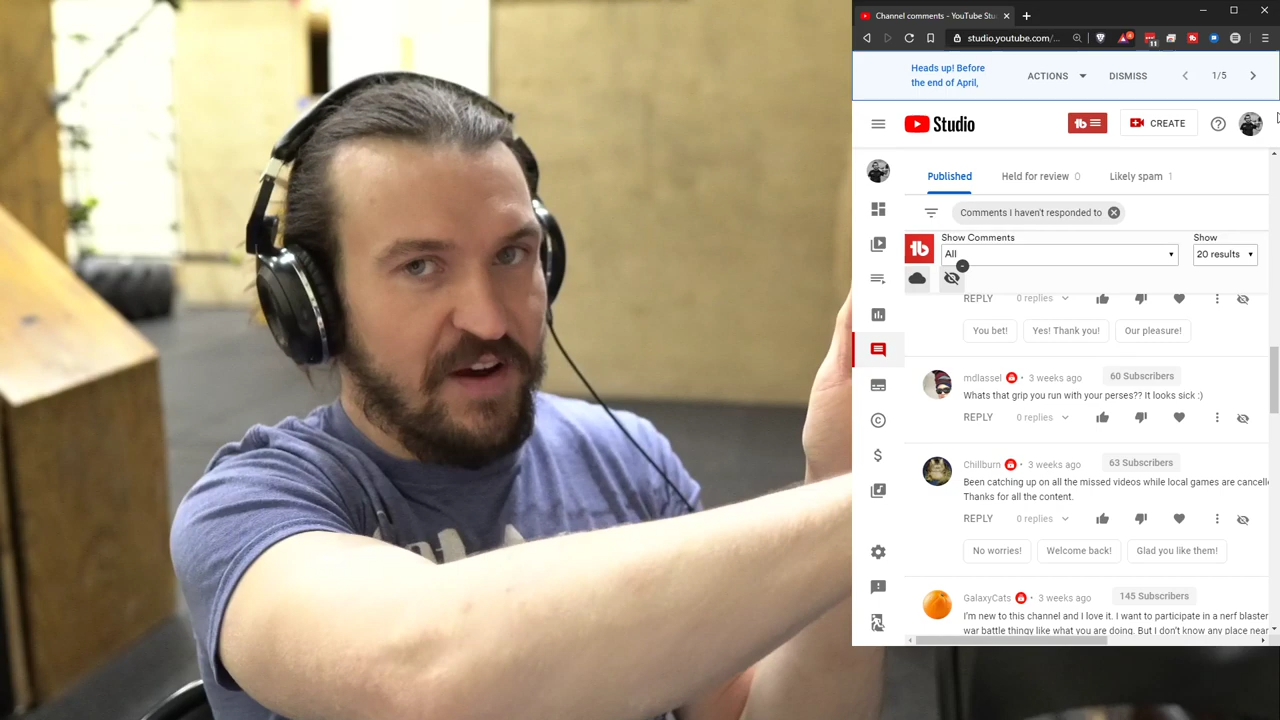 Channel comments - YouTube Stu
studio.youtube.com/...
4
11
Heads up! Before
the end of April,
ACTIONS
DISMISS
1/5
Studio
tb
CREATE
Published
Held for review 0
Likely spam 1
Comments I haven't responded to
tb
Show Comments
Show
All
20 results
REPLY
0 replies
You bet!
Yes! Thank you!
Our pleasure!
mdlassel • 3 weeks ago
60 Subscribers
Whats that grip you run with your perses?? It looks sick :)
REPLY
0 replies
Chillburn • 3 weeks ago
63 Subscribers
Been catching up on all the missed videos while local games are cancelle
Thanks for all the content.
REPLY
0 replies
No worries!
Welcome back!
Glad you like them!
GalaxyCats • 3 weeks ago
145 Subscribers
I'm new to this channel and I love it. I want to participate in a nerf blaster
war battle thingy like what you are doing. But I don't know any place near